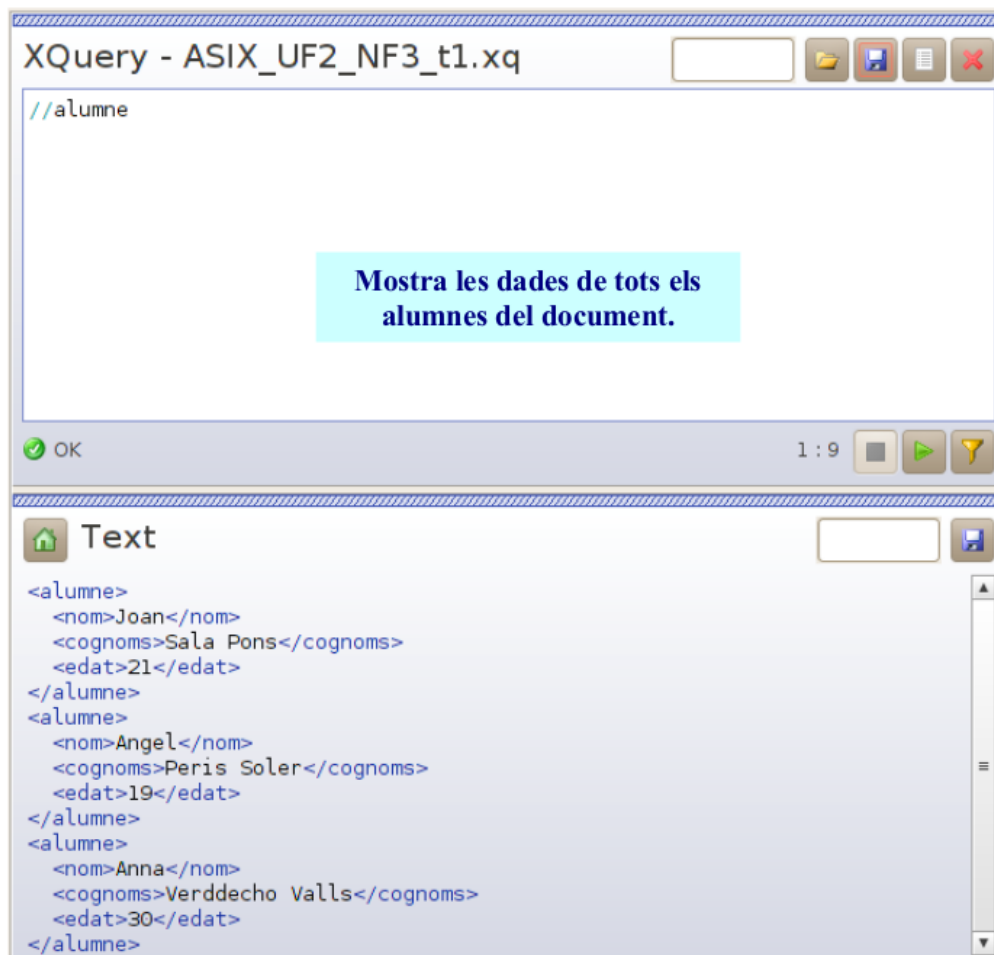 XQuery - ASIX_UF2_NF3_t1.xq
//alumne
Mostra les dades de tots els
alumnes del document.
OK
1 : 9
Text
<alumne>
  <nom>Joan</nom>
  <cognoms>Sala Pons</cognoms>
  <edat>21</edat>
</alumne>
<alumne>
  <nom>Angel</nom>
  <cognoms>Peris Soler</cognoms>
  <edat>19</edat>
</alumne>
<alumne>
  <nom>Anna</nom>
  <cognoms>Verddecho Valls</cognoms>
  <edat>30</edat>
</alumne>